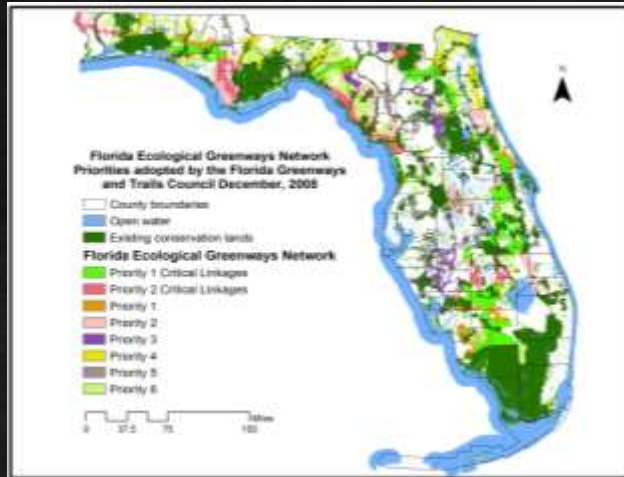 N
Florida Ecological Greenways Network
Priorities adopted by the Florida Greenways
and Trails Council December, 2008
County boundaries
Open water
Existing conservation lands
Florida Ecological Greenways Network
Priority 1 Critical Linkages
Priority 2 Critical Linkages
Priority 1
Priority 2
Priority 3
Priority 4
Priority 5
Priority 6
Miles
0 37.5 75 150